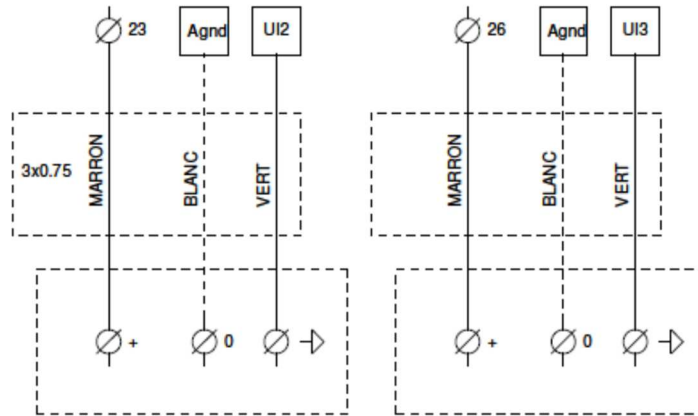 23 Agnd UI2 26 Agnd UI3
3x0.75 MARRON BLANC VERT MARRON BLANC VERT
+ 0 + 0